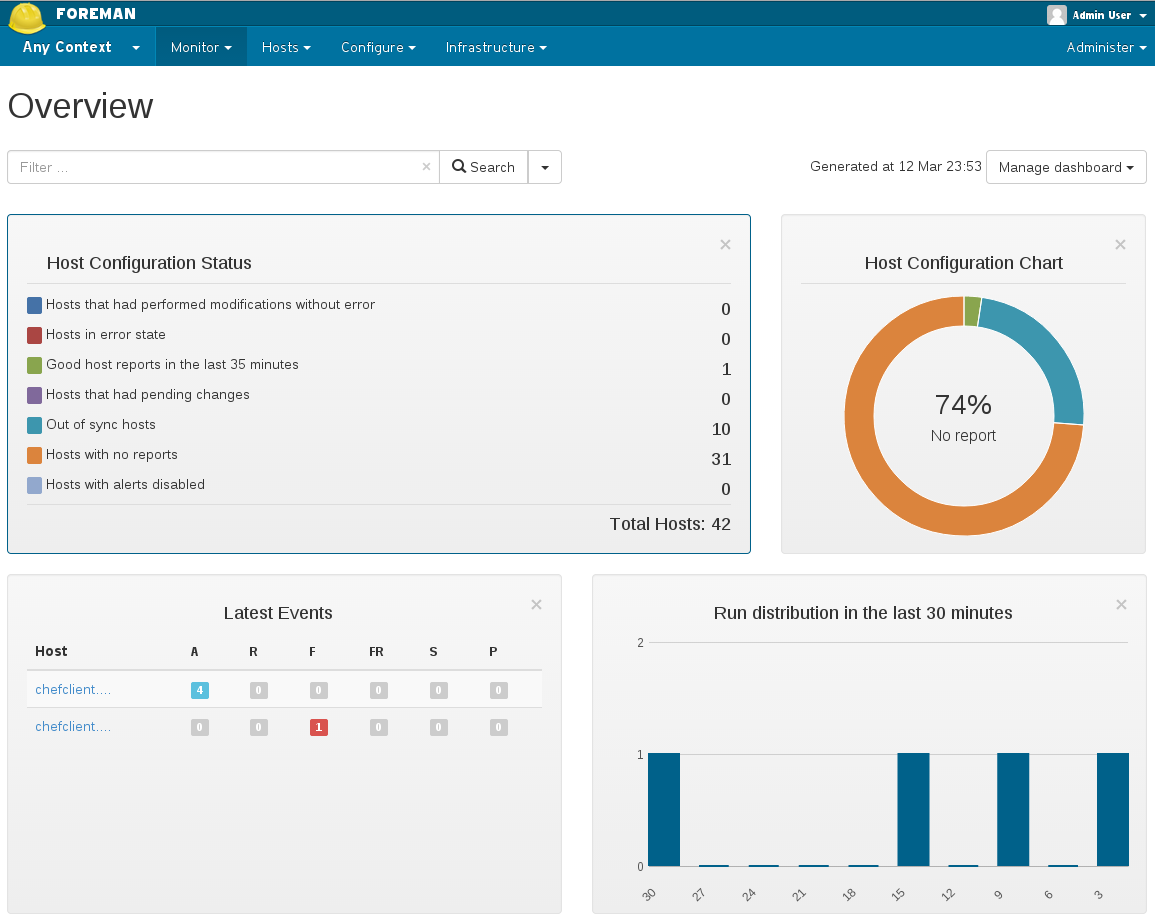 FOREMAN
Admin User
Any Context
Monitor
Hosts
Configure
Infrastructure
Administer
Overview
Filter ...
×
Search
Generated at 12 Mar 23:53
Manage dashboard
×
Host Configuration Status
Hosts that had performed modifications without error 0
Hosts in error state 0
Good host reports in the last 35 minutes 1
Hosts that had pending changes 0
Out of sync hosts 10
Hosts with no reports 31
Hosts with alerts disabled 0
Total Hosts: 42
×
Host Configuration Chart
74%
No report
×
Latest Events
Host A R F FR S P
chefclient.... 4 0 0 0 0 0
chefclient.... 0 0 1 0 0 0
×
Run distribution in the last 30 minutes
2
1
0
30 27 24 21 18 15 12 9 6 3